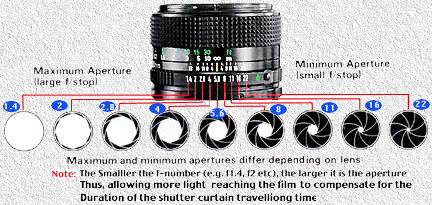 Maximum Aperture
(large f stop)
Minimum Aperture
(small f stop)
1.4 2 2.8 4 5.6 8 11 16 22
Maximum and minimum apertures differ depending on lens
Note: The Smalller the f-number (e.g. f1.4, f2 etc), the larger it is the aperture
Thus, allowing more light reaching the film to compensate for the
Duration of the shutter curtain travelliong time